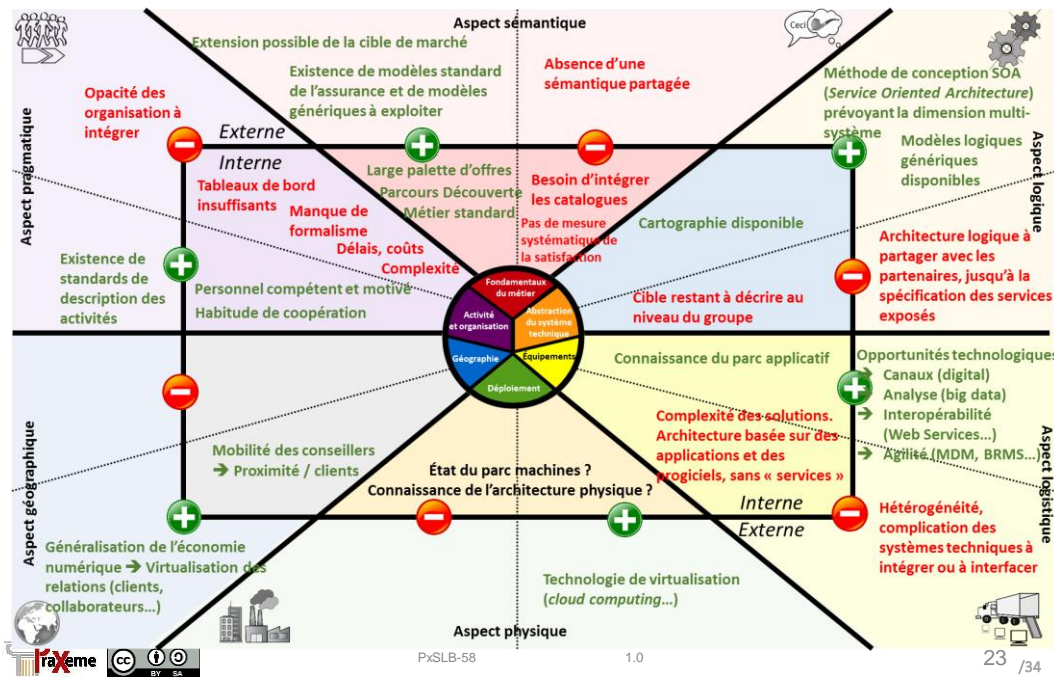 Aspect sémantique
Ceci
Extension possible de la cible de marché
Existence de modèles standard
de l'assurance et de modèles
génériques à exploiter
Absence d'une
sémantique partagée
Méthode de conception SOA
(Service Oriented Architecture)
prévoyant la dimension multi-
système
Opacité des
organisation à
intégrer
Externe
Interne
Modèles logiques
génériques
disponibles
Aspect pragmatique
Aspect logique
Large palette d'offres
Parcours Découverte
Métier standard
Besoin d'intégrer
les catalogues
Pas de mesure
systématique de
la satisfaction
Tableaux de bord
insuffisants
Manque de
formalisme
Délais, coûts
Complexité
Cartographie disponible
Architecture logique à
partager avec les
partenaires, jusqu'à la
spécification des services
exposés
Existence de
standards de
description des
activités
Personnel compétent et motivé
Habitude de coopération
Cible restant à décrire au
niveau du groupe
Fondamentaux
du métier
Activité
et organisation
Abstraction
du système
technique
Géographie
Équipements
Déploiement
Connaissance du parc applicatif
Opportunités technologiques
➔ Canaux (digital)
➔ Analyse (big data)
➔ Interopérabilité
(Web Services...)
➔ Agilité (MDM, BRMS...)
Complexité des solutions.
Architecture basée sur des
applications et des
progiciels, sans « services »
Mobilité des conseillers
➔ Proximité / clients
État du parc machines ?
Connaissance de l'architecture physique ?
Aspect géographique
Aspect logistique
Interne
Externe
Hétérogénéité,
complication des
systèmes techniques à
intégrer ou à interfacer
Généralisation de l'économie
numérique ➔ Virtualisation des
relations (clients,
collaborateurs...)
Technologie de virtualisation
(cloud computing...)
Aspect physique
Praxeme
cc BY SA
PxSLB-58
1.0
23 /34